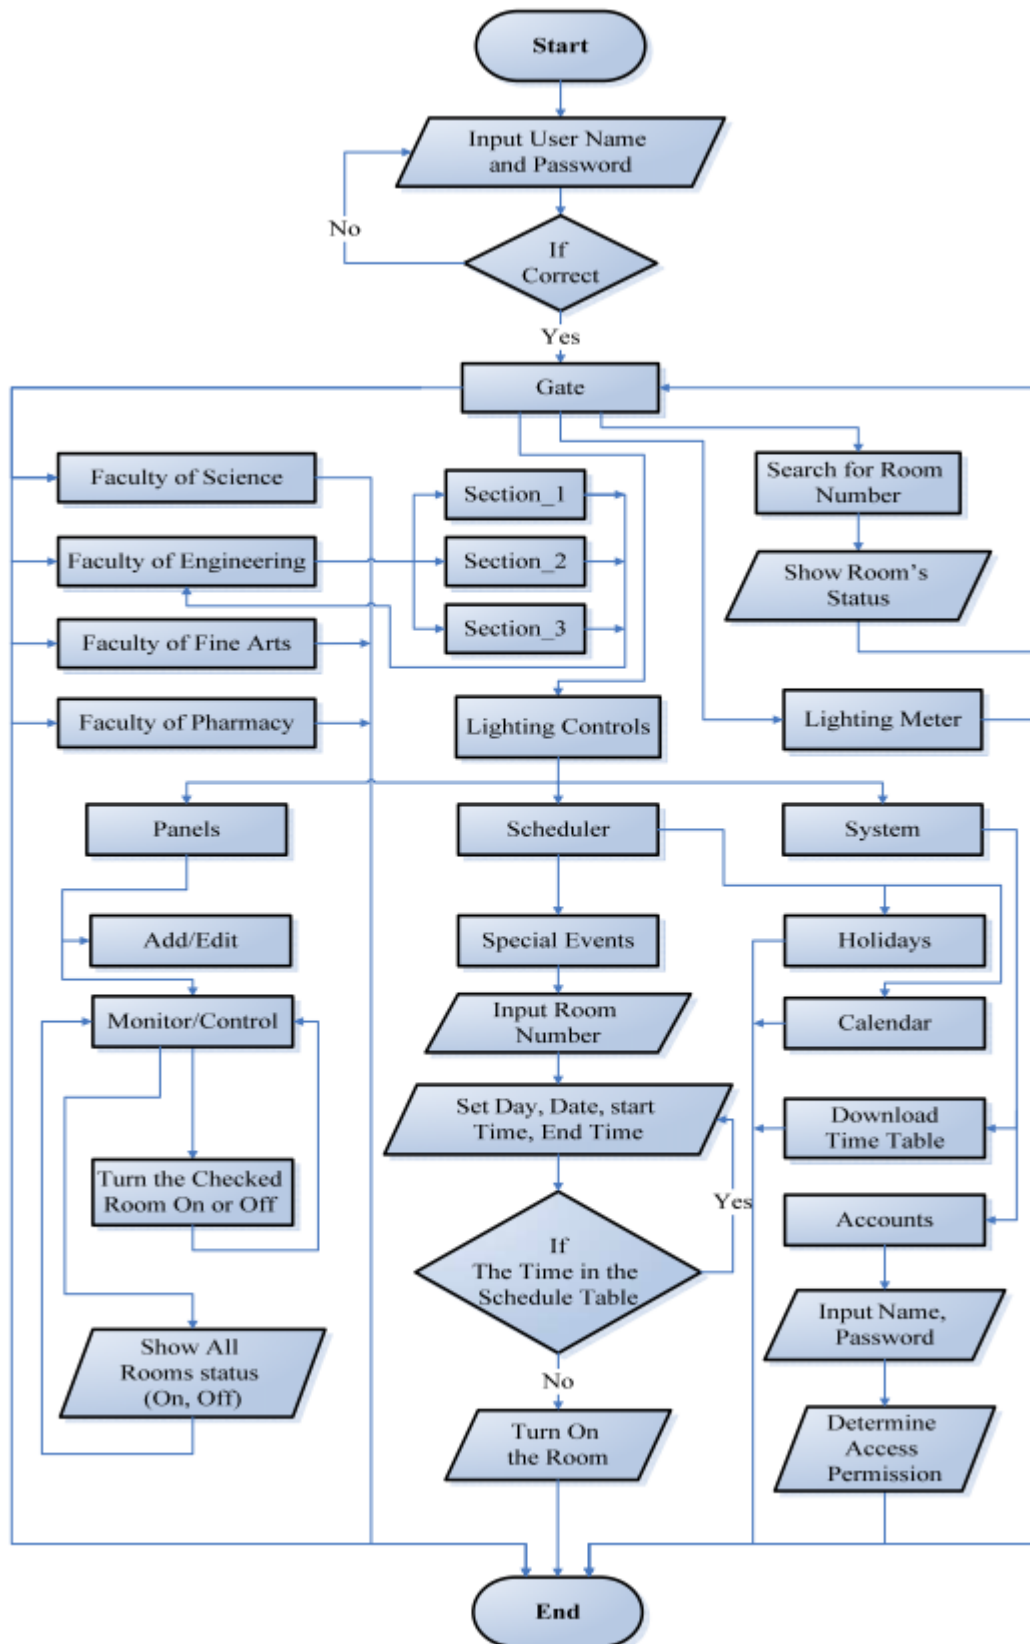 Start
Input User Name
and Password
No
If
Correct
Yes
Gate
Faculty of Science
Section_1
Search for Room
Number
Faculty of Engineering
Section_2
Show Room's
Status
Faculty of Fine Arts
Section_3
Faculty of Pharmacy
Lighting Controls
Lighting Meter
Panels
Scheduler
System
Add/Edit
Special Events
Holidays
Monitor/Control
Input Room
Number
Calendar
Set Day, Date, start
Time, End Time
Download
Time Table
Turn the Checked
Room On or Off
Yes
Accounts
If
The Time in the
Schedule Table
Input Name,
Password
Show All
Rooms status
(On, Off)
No
Turn On
the Room
Determine
Access
Permission
End